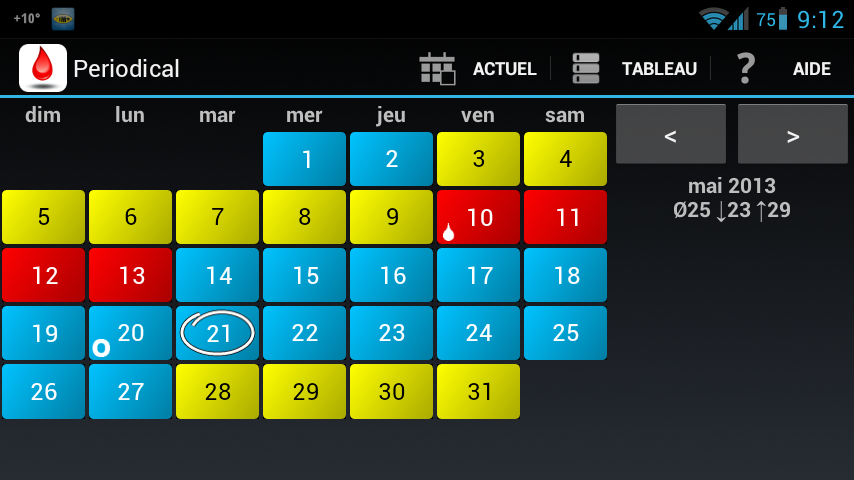 +10° 75 9:12
Periodical ACTUEL TABLEAU ? AIDE
dim lun mar mer jeu ven sam
< >
1 2 3 4
mai 2013
Ø25 ↓23 ↑29
5 6 7 8 9 10 11
12 13 14 15 16 17 18
19 20 21 22 23 24 25
26 27 28 29 30 31